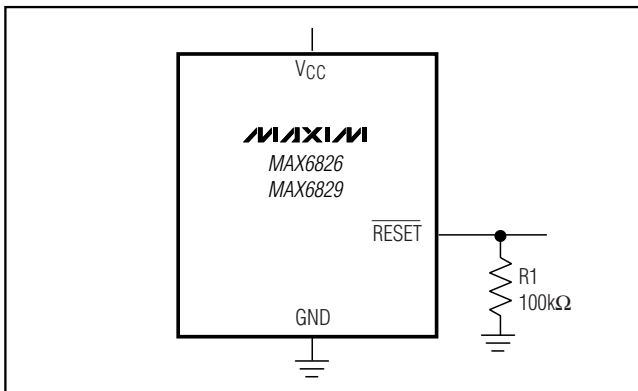 VCC
MAXIM
MAX6826
MAX6829
RESET
R1
100kΩ
GND